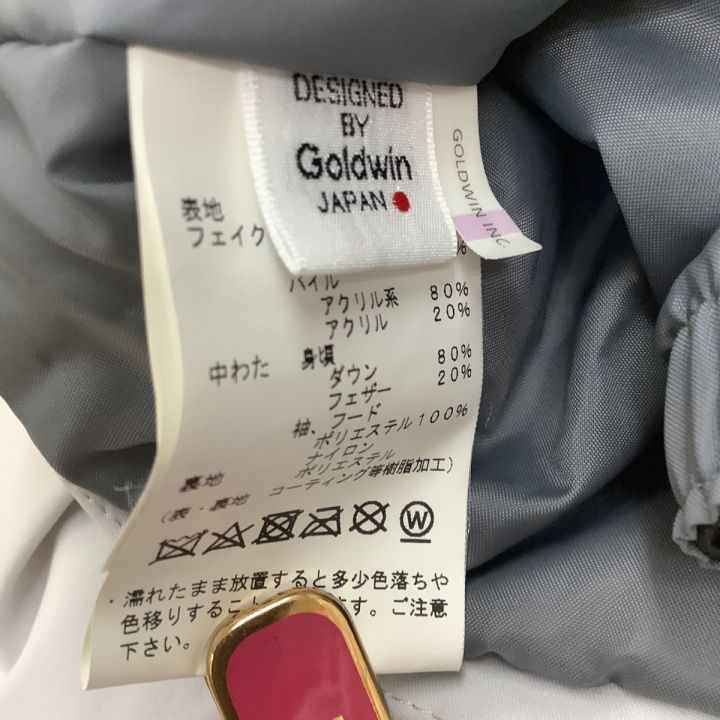 DESIGNED
BY
Goldwin
JAPAN
GOLDWIN INC.
表地
フェイク
%
パイル
アクリル系 80%
アクリル 20%
中わた 身頃
ダウン 80%
フェザー 20%
袖、フード
ポリエステル100%
ナイロン
裏地 ポリエステル
(表・裏地 コーティング等樹脂加工)
W
・濡れたまま放置すると多少色落ちや
色移りすること ます。ご注意
下さい。